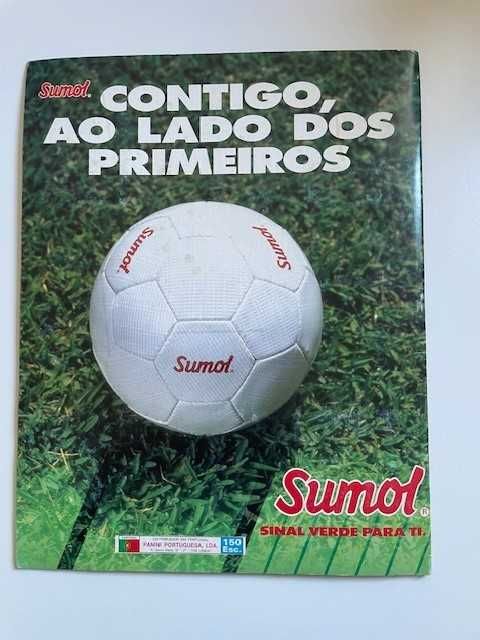 Sumol®
CONTIGO,
AO LADO DOS
PRIMEIROS
Sumol.
Sumol
Sumol.
Sumol®
SINAL VERDE PARA TI.
DISTRIBUIDOR EM PORTUGAL
PANINI PORTUGUESA, LDA.
150
Esc.